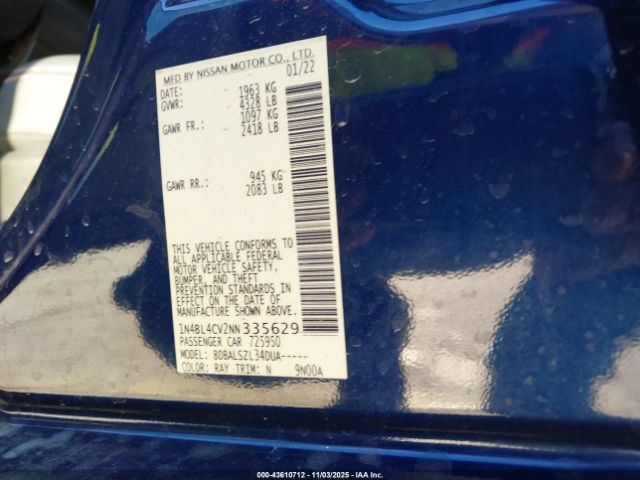 MFD BY NISSAN MOTOR CO., LTD.
DATE: 01/22
GVWR: 1963 KG
4328 LB
GAWR FR.: 1097 KG
2418 LB
GAWR RR.: 945 KG
2083 LB
THIS VEHICLE CONFORMS TO
ALL APPLICABLE FEDERAL
MOTOR VEHICLE SAFETY,
BUMPER, AND THEFT
PREVENTION STANDARDS IN
EFFECT ON THE DATE OF
MANUFACTURE SHOWN ABOVE.
1N4BL4CV2NN335629
PASSENGER CAR 725950
MODEL: BDBALSZL34DUA-----
COLOR: RAY TRIM: N 9N00A
000-43610712 - 11/03/2025 - IAA Inc.